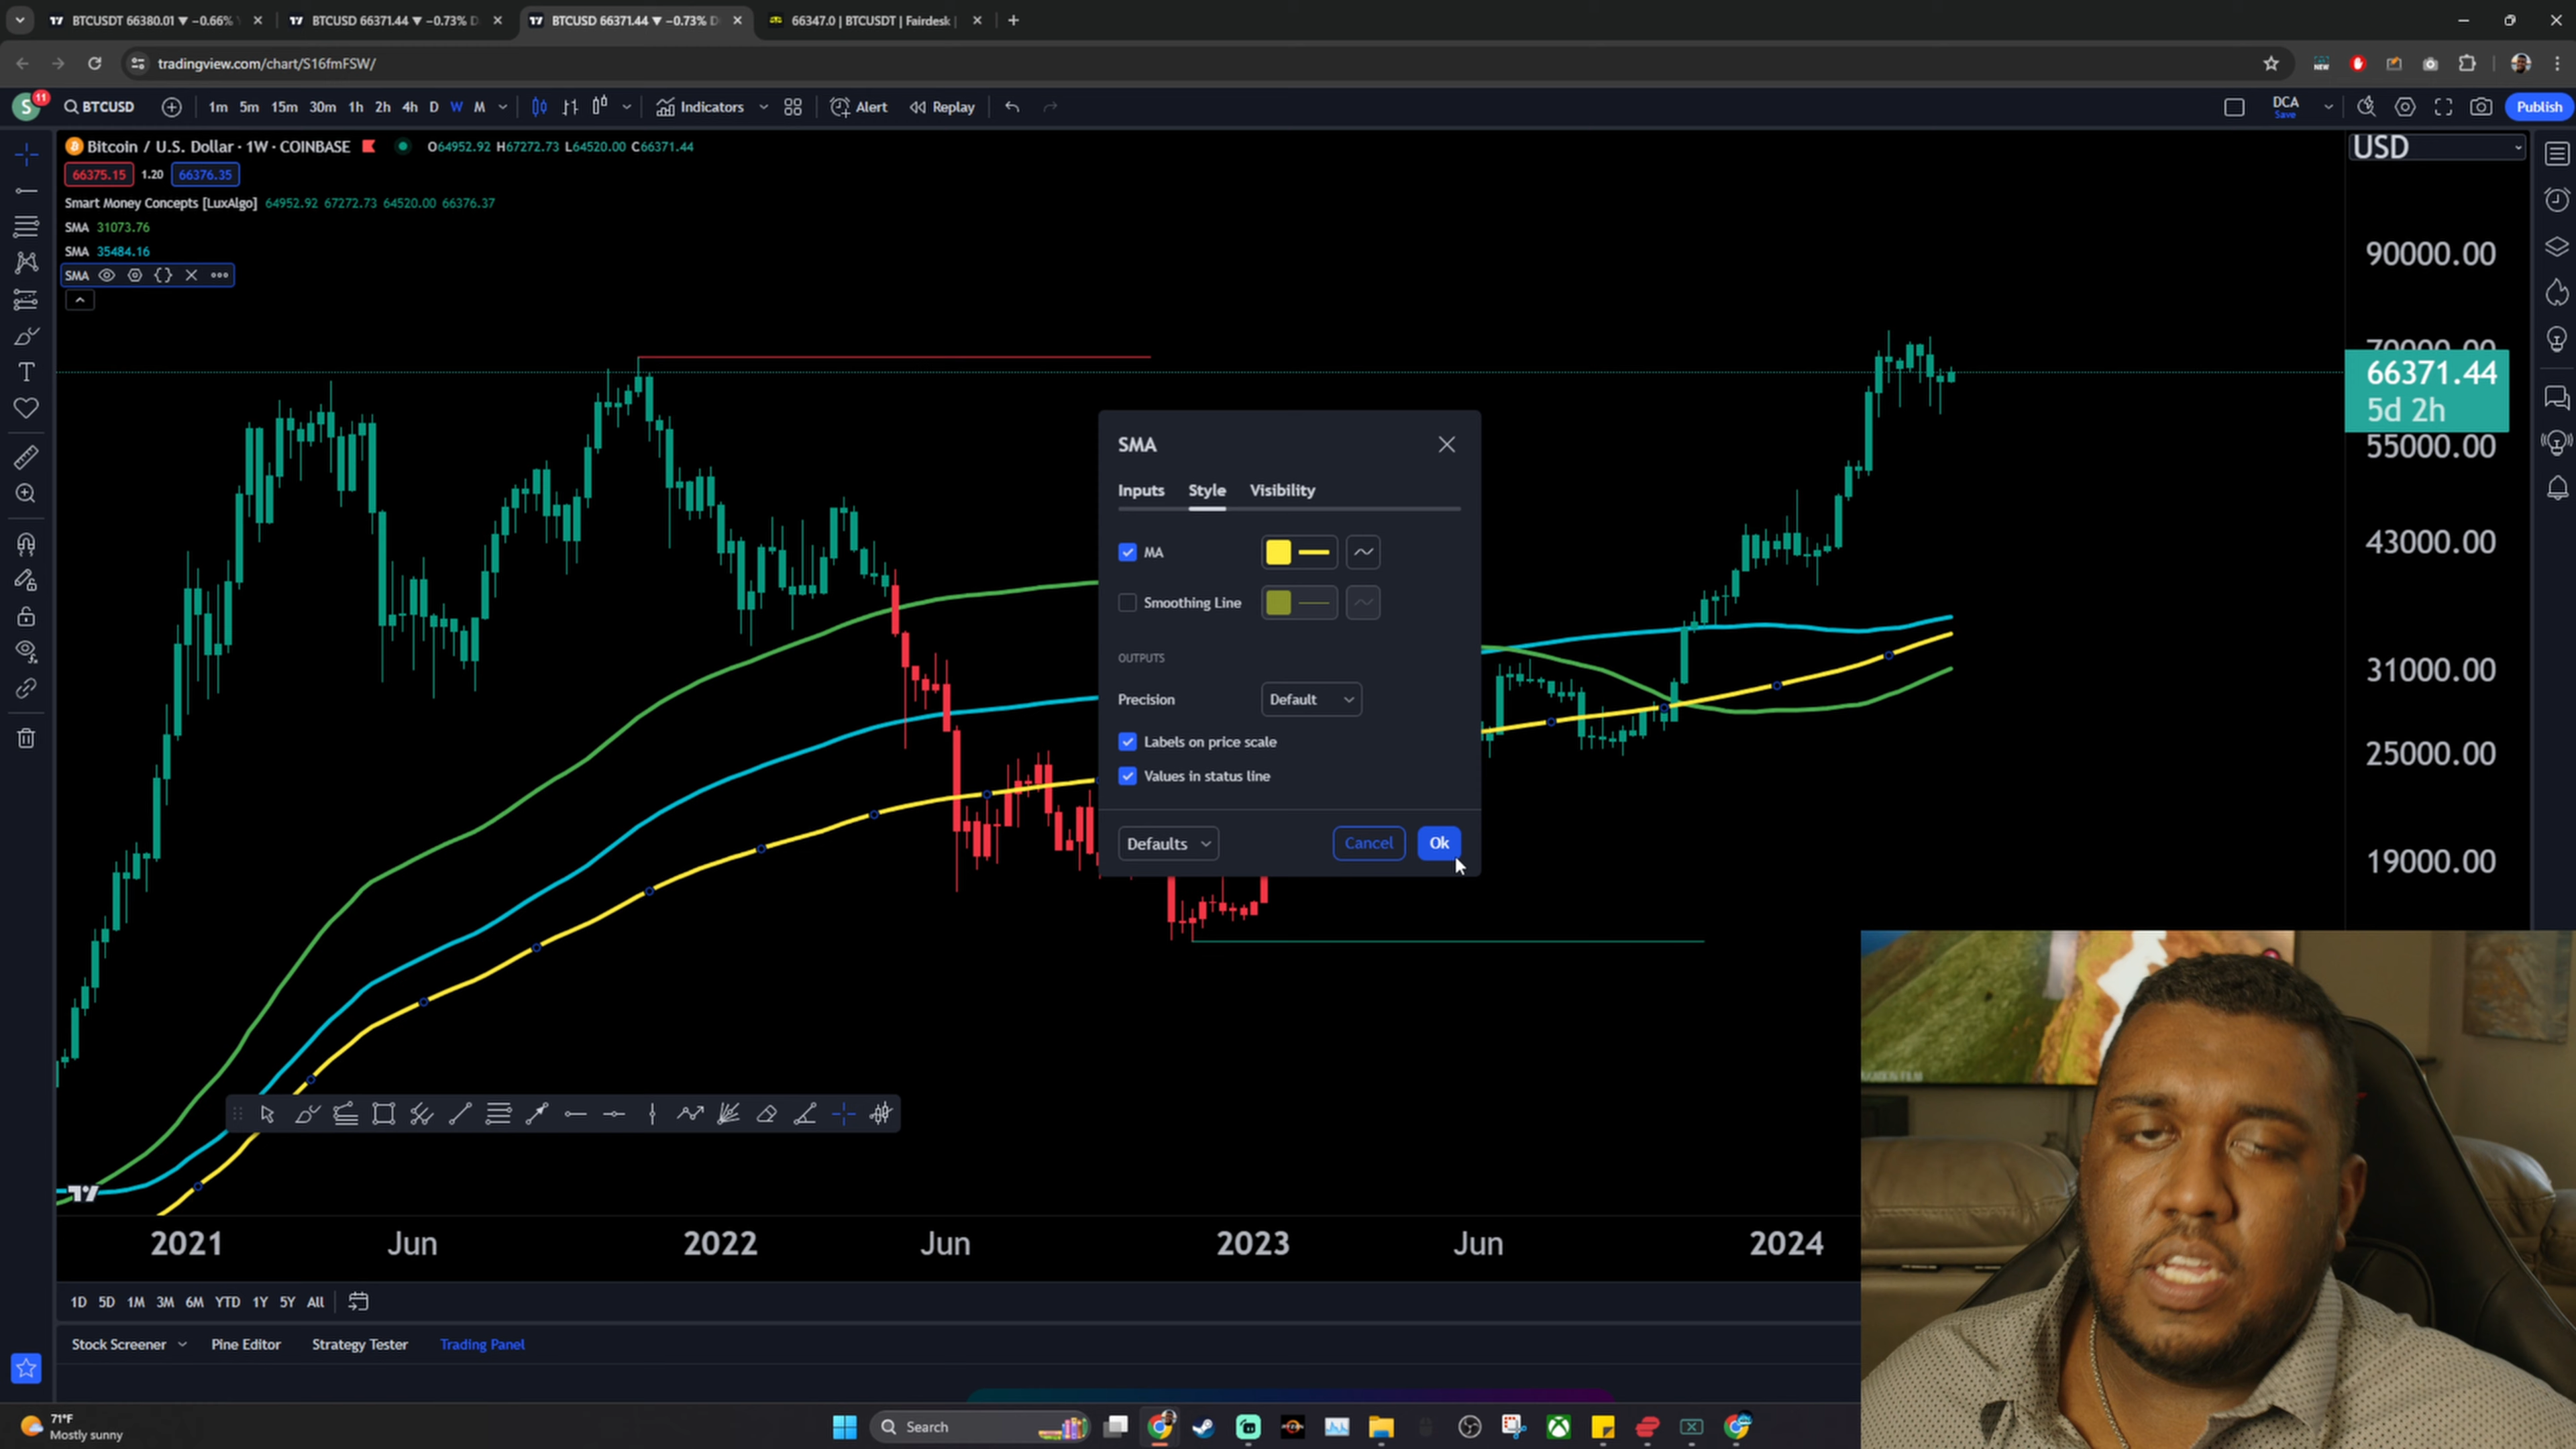 BTCUSDT 66380.01 ▼ −0.66%
BTCUSD 66371.44 ▼ −0.73% D
BTCUSD 66371.44 ▼ −0.73% D
66347.0 | BTCUSDT | Fairdesk |
tradingview.com/chart/S16fmFSW/
NEW
S 11 BTCUSD 1m 5m 15m 30m 1h 2h 4h D W M Indicators Alert Replay DCA Publish
Save
Bitcoin / U.S. Dollar · 1W · COINBASE O64952.92 H67272.73 L64520.00 C66371.44
USD
66375.15 1.20 66376.35
Smart Money Concepts [LuxAlgo] 64952.92 67272.73 64520.00 66376.37
SMA 31073.76
SMA 35484.16
SMA
90000.00
70000.00
66371.44
5d 2h
55000.00
43000.00
31000.00
25000.00
19000.00
SMA
Inputs Style Visibility
MA
Smoothing Line
OUTPUTS
Precision Default
Labels on price scale
Values in status line
Defaults Cancel Ok
2021 Jun 2022 Jun 2023 Jun 2024
1D 5D 1M 3M 6M YTD 1Y 5Y All
Stock Screener Pine Editor Strategy Tester Trading Panel
71°F
Mostly sunny
Search